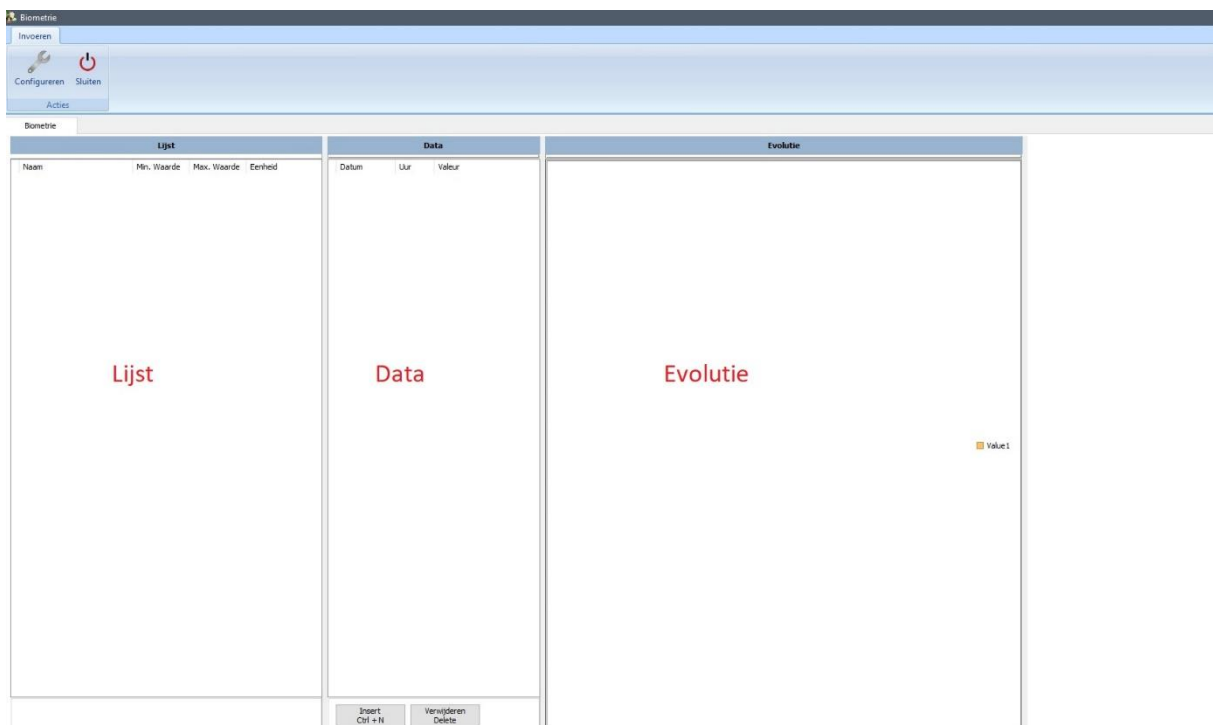 Biometrie
Invoeren
Configureren Sluiten
Acties
Biometrie
Lijst Data Evolutie
Naam Min. Waarde Max. Waarde Eenheid Datum Uur Valeur
Lijst Data Evolutie
Value1
Insert Verwijderen
Ctrl + N Delete